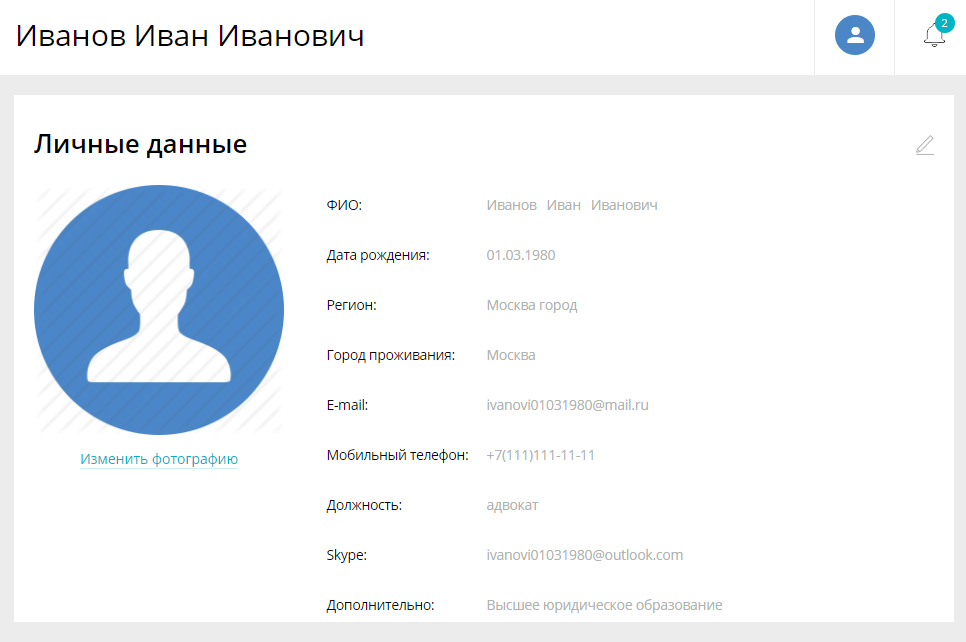 Иванов Иван Иванович
2
Личные данные
ФИО: Иванов Иван Иванович
Дата рождения: 01.03.1980
Регион: Москва город
Город проживания: Москва
E-mail: ivanovi01031980@mail.ru
Изменить фотографию
Мобильный телефон: +7(111)111-11-11
Должность: адвокат
Skype: ivanovi01031980@outlook.com
Дополнительно: Высшее юридическое образование